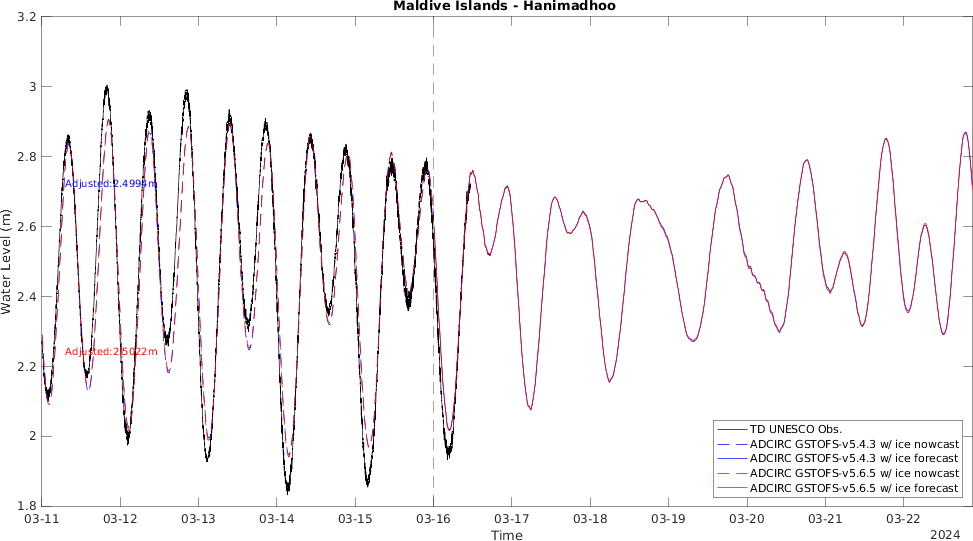 Maldive Islands - Hanimadhoo
3.2
3
2.8
2.6
2.4
2.2
2
1.8
Water Level (m)
Adjusted:2.4994m
Adjusted:2.5022m
TD UNESCO Obs.
ADCIRC GSTOFS-v5.4.3 w/ ice nowcast
ADCIRC GSTOFS-v5.4.3 w/ ice forecast
ADCIRC GSTOFS-v5.6.5 w/ ice nowcast
ADCIRC GSTOFS-v5.6.5 w/ ice forecast
03-11 03-12 03-13 03-14 03-15 03-16 03-17 03-18 03-19 03-20 03-21 03-22
Time
2024